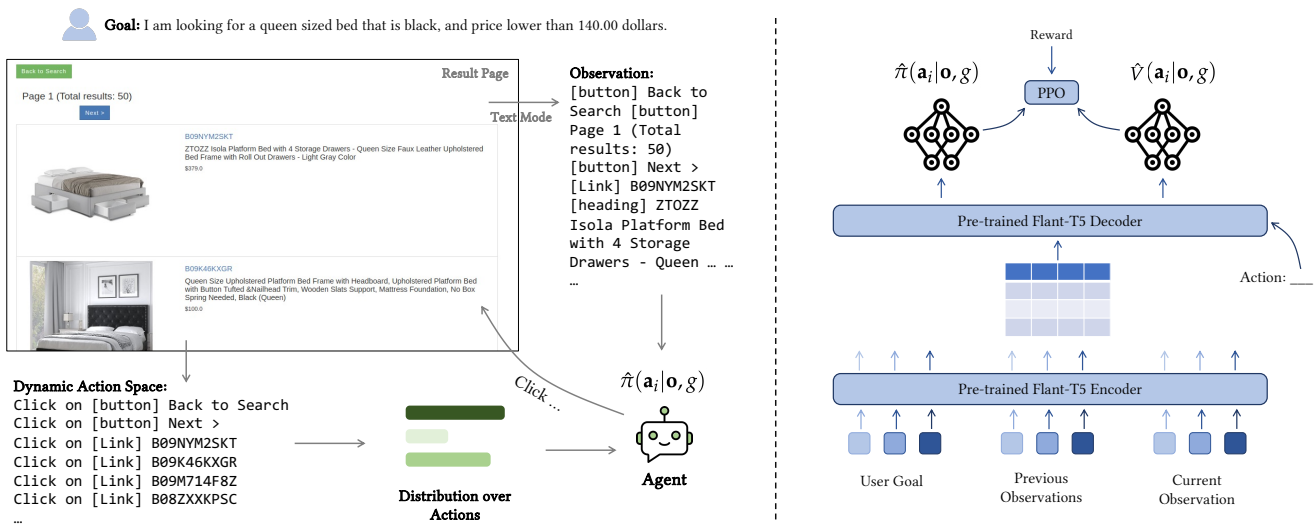 Goal: I am looking for a queen sized bed that is black, and price lower than 140.00 dollars.
Back to Search
Result Page
Page 1 (Total results: 50)
Next >
B09NYM2SKT
ZTOZZ Isola Platform Bed with 4 Storage Drawers - Queen Size Faux Leather Upholstered
Bed Frame with Roll Out Drawers - Light Gray Color
$379.0
B09K46KXGR
Queen Size Upholstered Platform Bed Frame with Headboard, Upholstered Platform Bed
with Button Tufted &Nailhead Trim, Wooden Slats Support, Mattress Foundation, No Box
Spring Needed, Black (Queen)
$100.0
Text Mode
Observation:
[button] Back to
Search [button]
Page 1 (Total
results: 50)
[button] Next >
[Link] B09NYM2SKT
[heading] ZTOZZ
Isola Platform Bed
with 4 Storage
Drawers - Queen … …
…
Dynamic Action Space:
Click on [button] Back to Search
Click on [button] Next >
Click on [Link] B09NYM2SKT
Click on [Link] B09K46KXGR
Click on [Link] B09M714F8Z
Click on [Link] B08ZXXKPSC
…
Distribution over
Actions
Click …
π̂(aᵢ|o, g)
Agent
Reward
π̂(aᵢ|o, g)
PPO
V̂(aᵢ|o, g)
Pre-trained Flant-T5 Decoder
Action: ___
Pre-trained Flant-T5 Encoder
User Goal
Previous
Observations
Current
Observation